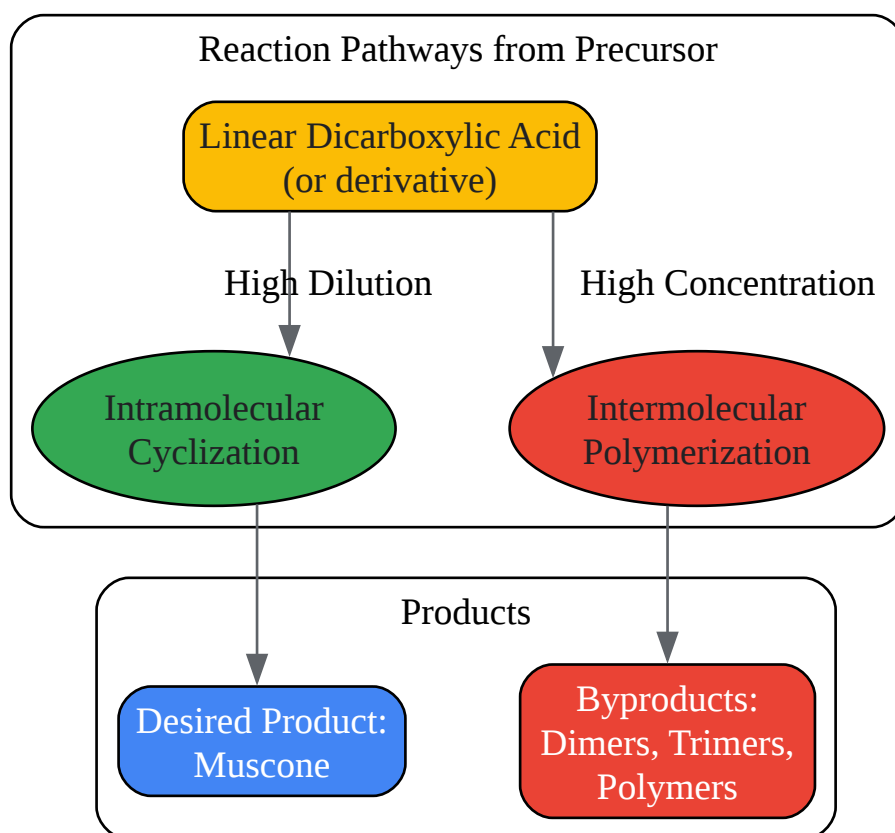 Reaction Pathways from Precursor
Linear Dicarboxylic Acid
(or derivative)
High Dilution
High Concentration
Intramolecular
Cyclization
Intermolecular
Polymerization
Products
Desired Product:
Muscone
Byproducts:
Dimers, Trimers,
Polymers